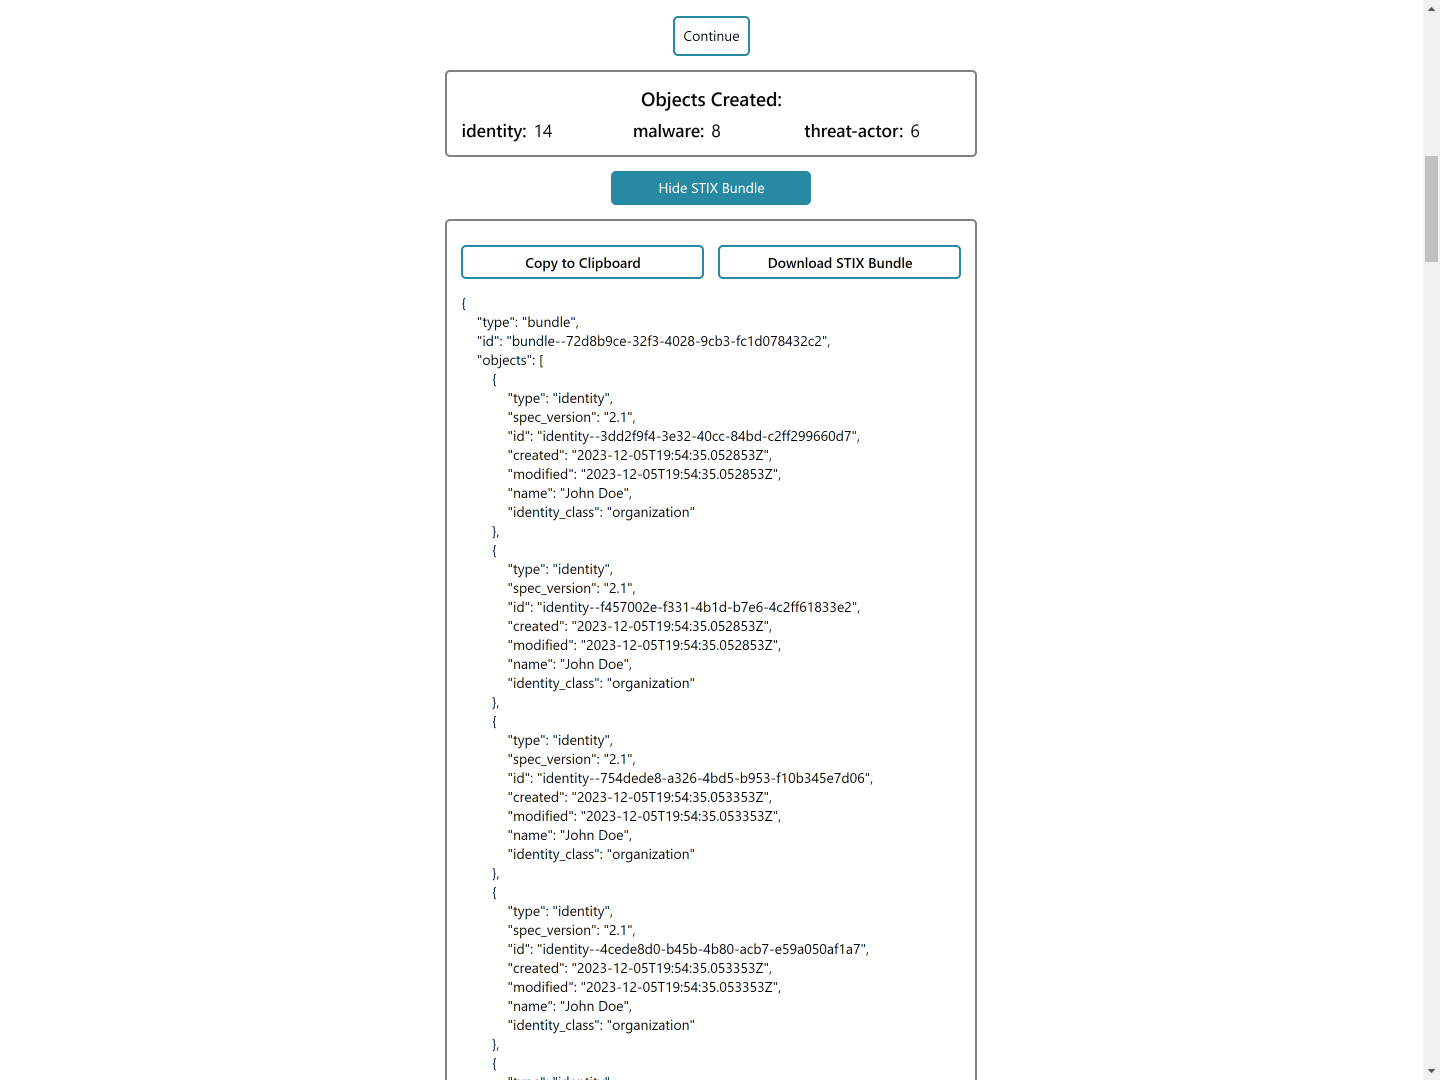 Continue
Objects Created:
identity: 14 malware: 8 threat-actor: 6
Hide STIX Bundle
Copy to Clipboard Download STIX Bundle
{
"type": "bundle",
"id": "bundle--72d8b9ce-32f3-4028-9cb3-fc1d078432c2",
"objects": [
{
"type": "identity",
"spec_version": "2.1",
"id": "identity--3dd2f9f4-3e32-40cc-84bd-c2ff299660d7",
"created": "2023-12-05T19:54:35.052853Z",
"modified": "2023-12-05T19:54:35.052853Z",
"name": "John Doe",
"identity_class": "organization"
},
{
"type": "identity",
"spec_version": "2.1",
"id": "identity--f457002e-f331-4b1d-b7e6-4c2ff61833e2",
"created": "2023-12-05T19:54:35.052853Z",
"modified": "2023-12-05T19:54:35.052853Z",
"name": "John Doe",
"identity_class": "organization"
},
{
"type": "identity",
"spec_version": "2.1",
"id": "identity--754dede8-a326-4bd5-b953-f10b345e7d06",
"created": "2023-12-05T19:54:35.053353Z",
"modified": "2023-12-05T19:54:35.053353Z",
"name": "John Doe",
"identity_class": "organization"
},
{
"type": "identity",
"spec_version": "2.1",
"id": "identity--4cede8d0-b45b-4b80-acb7-e59a050af1a7",
"created": "2023-12-05T19:54:35.053353Z",
"modified": "2023-12-05T19:54:35.053353Z",
"name": "John Doe",
"identity_class": "organization"
},
{